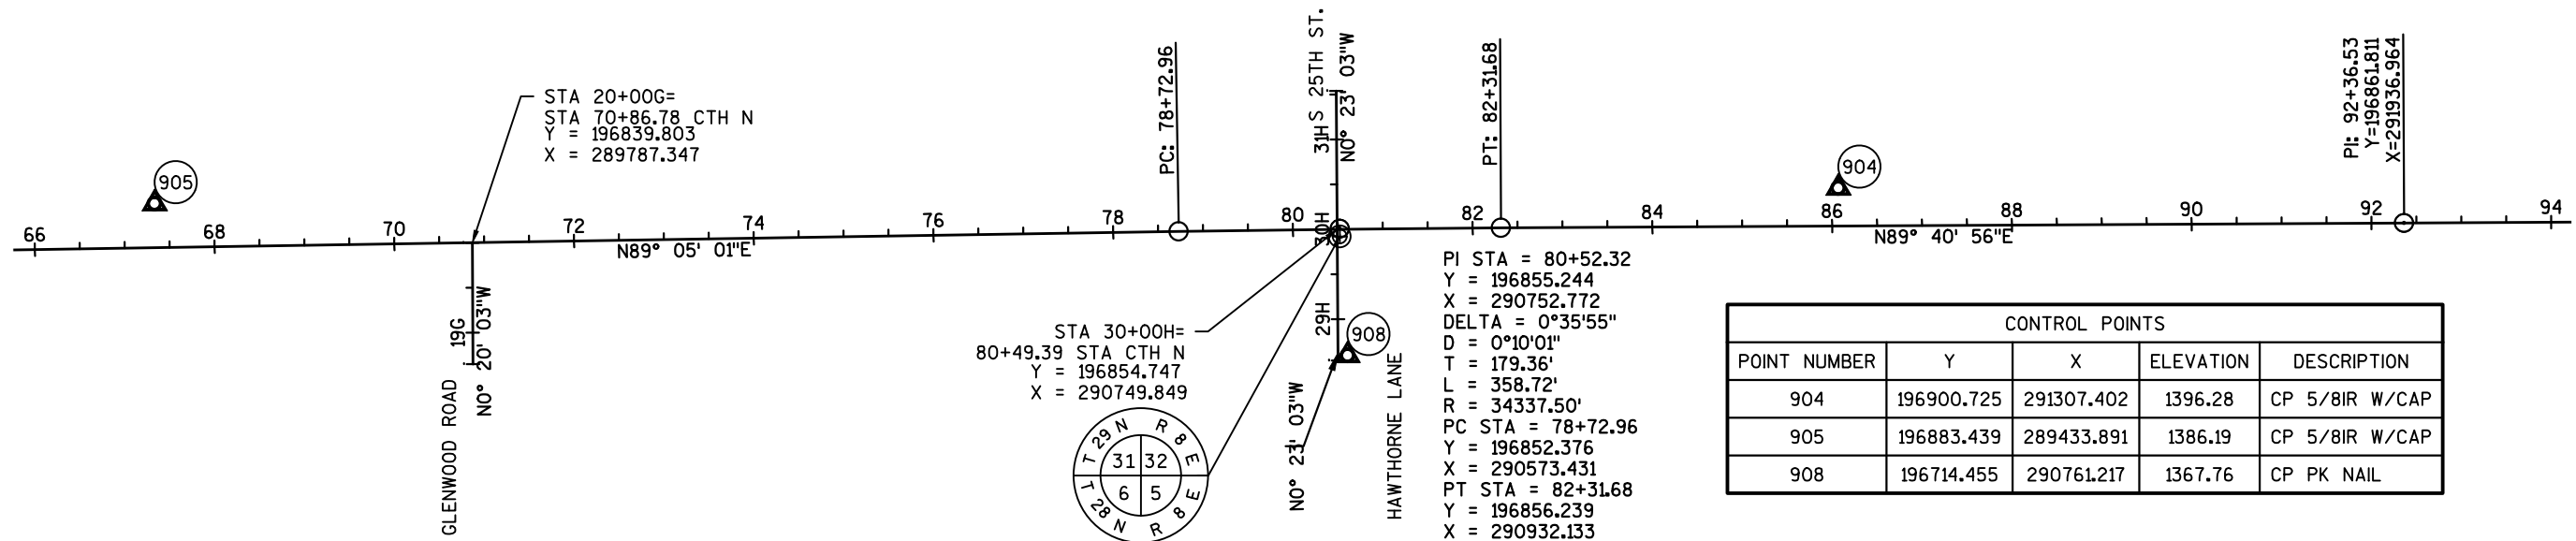 66
68
70
72
74
76
78
80
82
84
86
88
90
92
94
905
STA 20+00G=
STA 70+86.78 CTH N
Y = 196839.803
X = 289787.347
N89° 05' 01"E
19G
N0° 20' 03"W
GLENWOOD ROAD
PC: 78+72.96
S 25TH ST.
N0° 23' 03"W
31H
30H
29H
PT: 82+31.68
904
N89° 40' 56"E
PI: 92+36.53
Y=196861.811
X=291936.964
STA 30+00H=
80+49.39 STA CTH N
Y = 196854.747
X = 290749.849
908
N0° 23' 03"W
HAWTHORNE LANE
T 29 N R 8 E
31 32
6 5
T 28 N R 8 E
PI STA = 80+52.32
Y = 196855.244
X = 290752.772
DELTA = 0°35'55"
D = 0°10'01"
T = 179.36'
L = 358.72'
R = 34337.50'
PC STA = 78+72.96
Y = 196852.376
X = 290573.431
PT STA = 82+31.68
Y = 196856.239
X = 290932.133
CONTROL POINTS
POINT NUMBER Y X ELEVATION DESCRIPTION
904 196900.725 291307.402 1396.28 CP 5/8IR W/CAP
905 196883.439 289433.891 1386.19 CP 5/8IR W/CAP
908 196714.455 290761.217 1367.76 CP PK NAIL